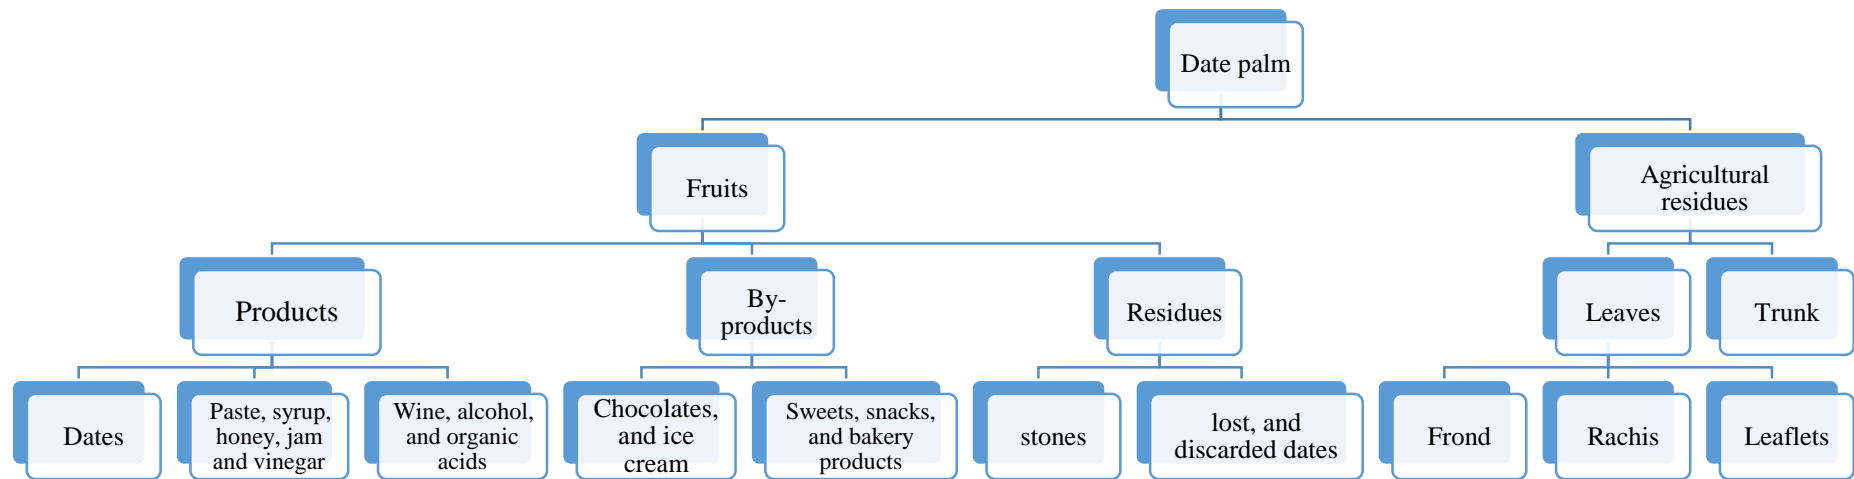 Date palm
Fruits
Agricultural
residues
Products
By-
products
Residues
Leaves
Trunk
Dates
Paste, syrup,
honey, jam
and vinegar
Wine, alcohol,
and organic
acids
Chocolates,
and ice
cream
Sweets, snacks,
and bakery
products
stones
lost, and
discarded dates
Frond
Rachis
Leaflets